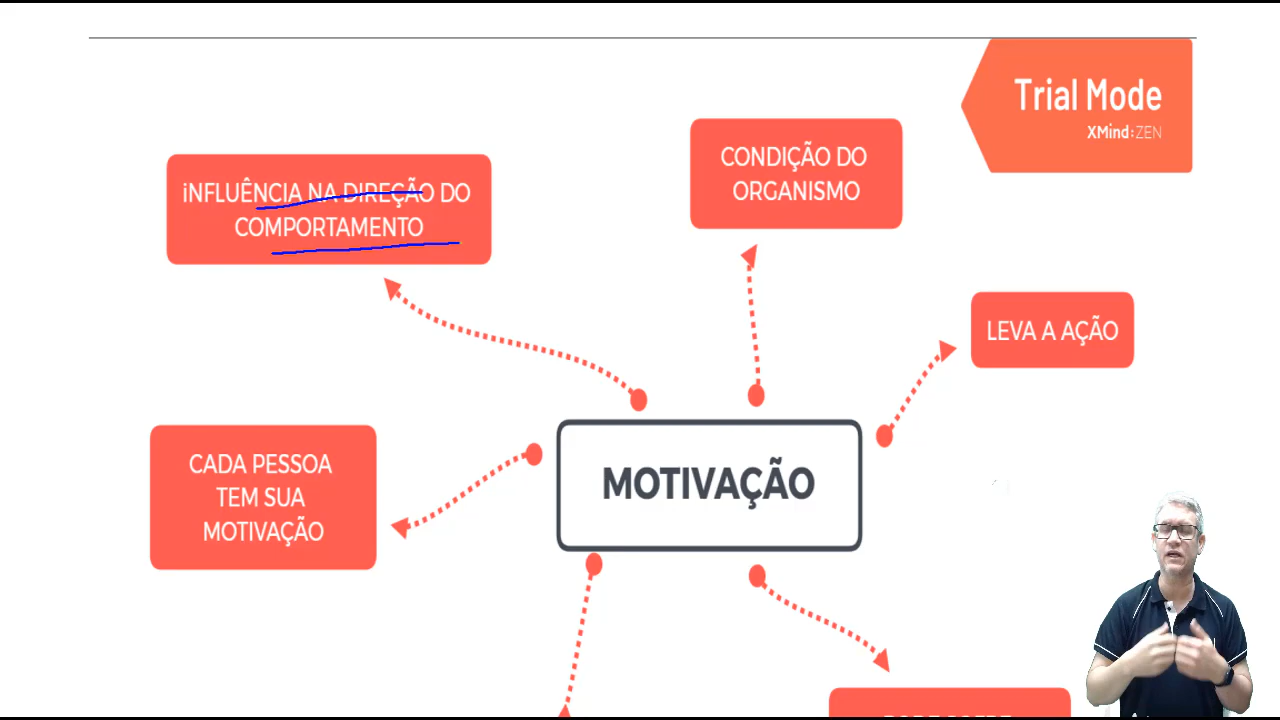 Trial Mode
XMind:ZEN
CONDIÇÃO DO
ORGANISMO
iNFLUÊNCIA NA DIREÇÃO DO
COMPORTAMENTO
LEVA A AÇÃO
CADA PESSOA
TEM SUA
MOTIVAÇÃO
MOTIVAÇÃO